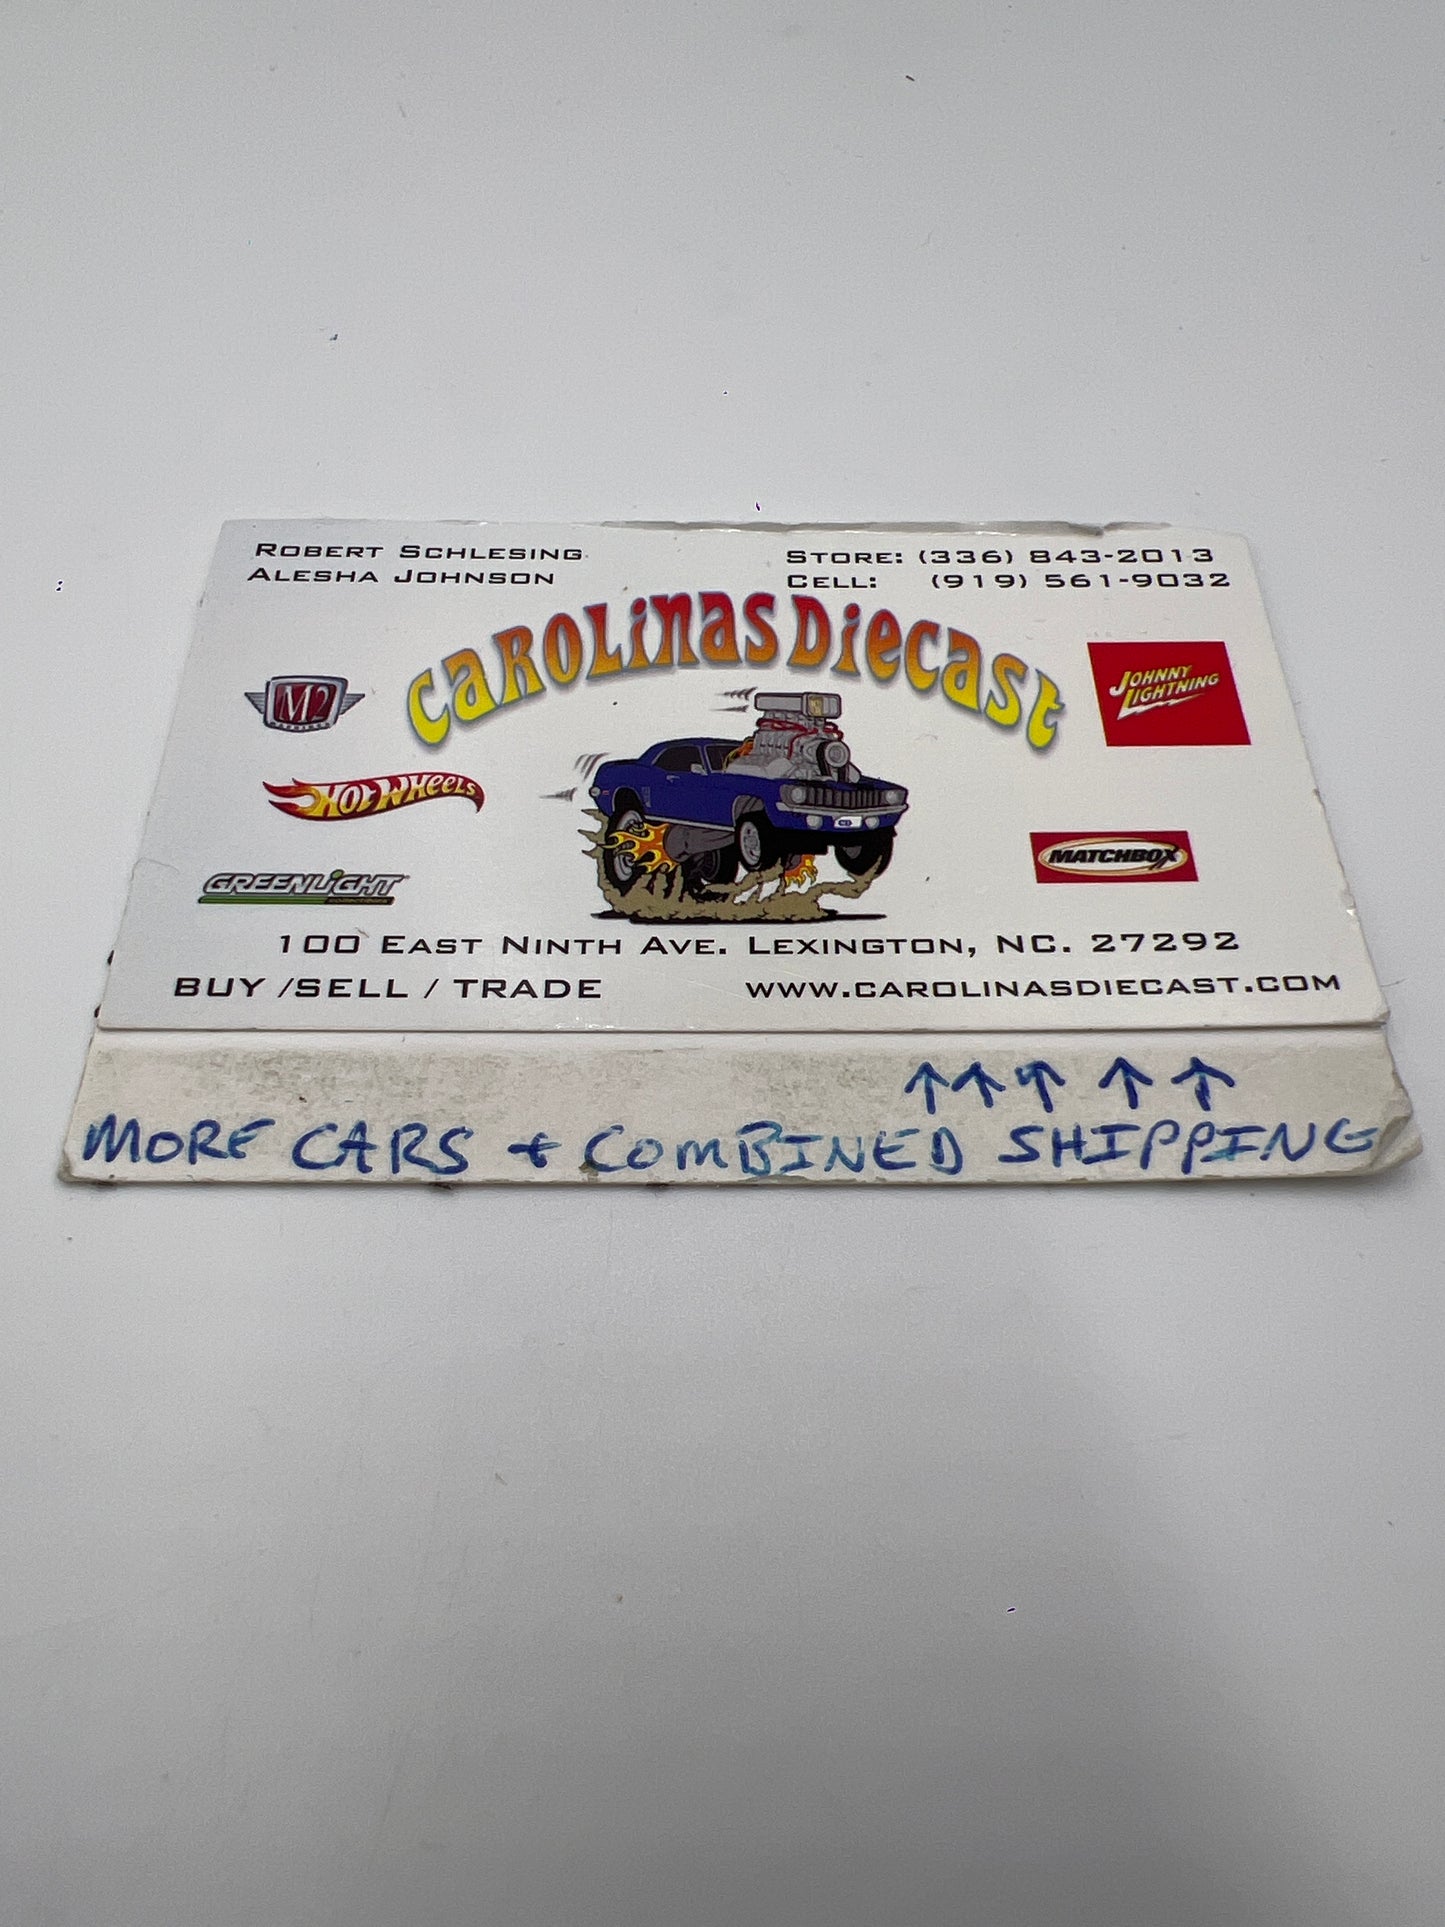 ROBERT SCHLESING
ALESHA JOHNSON
STORE: (336) 843-2013
CELL: (919) 561-9032
CAROLINAS DIECAST
M2
JOHNNY
LIGHTNING
HOT WHEELS
MATCHBOX
GREENLIGHT
100 EAST NINTH AVE. LEXINGTON, NC. 27292
BUY /SELL / TRADE
WWW.CAROLINASDIECAST.COM
↑ ↑ ↑ ↑ ↑
MORE CARS + COMBINED SHIPPING